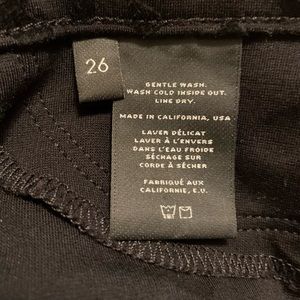 26
GENTLE WASH.
WASH COLD INSIDE OUT.
LINE DRY.
MADE IN CALIFORNIA, USA
LAVER DÉLICAT
LAVER À L'ENVERS
DANS L'EAU FROIDE
SÉCHAGE SUR
CORDE À SÉCHER
FABRIQUÉ AUX
CALIFORNIE, E.U.